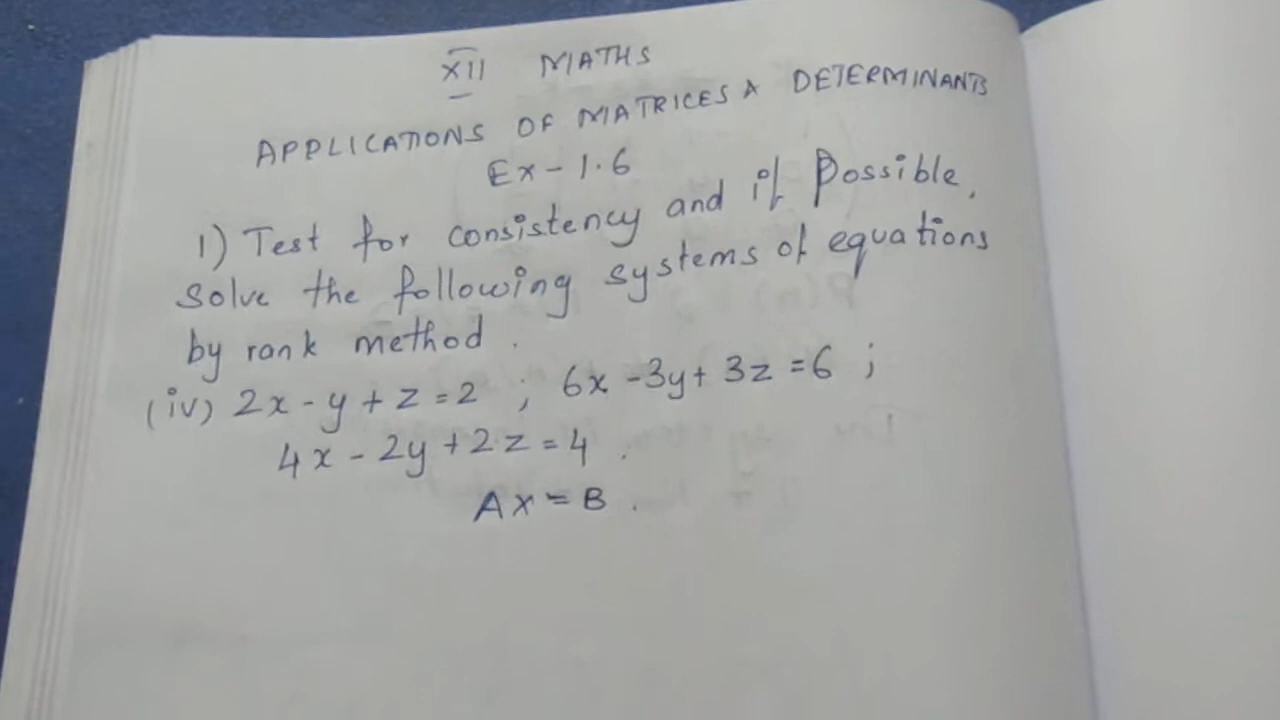 XII MATHS
APPLICATIONS OF MATRICES & DETERMINANTS
Ex - 1.6
1) Test for consistency and if Possible,
solve the following systems of equations
by rank method.
(iv) 2x - y + z = 2 ; 6x - 3y + 3z = 6 ;
4x - 2y + 2z = 4 .
AX = B .